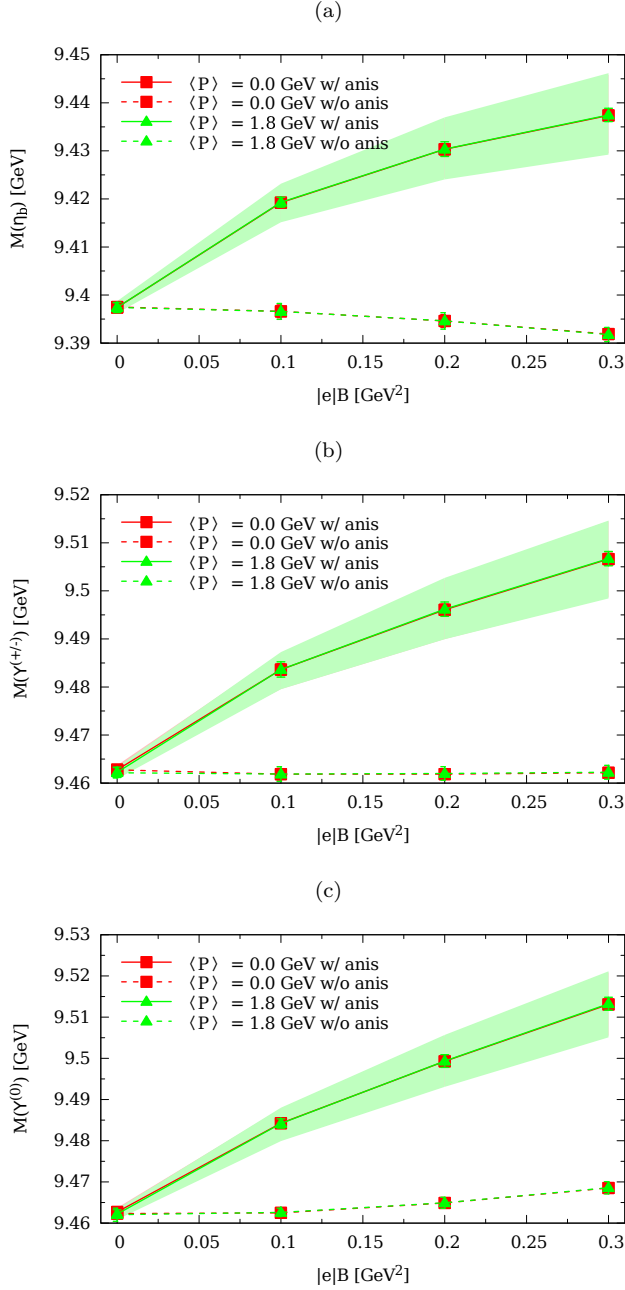 (a)
9.45
9.44
9.43
9.42
9.41
9.4
9.39
M(η_b) [GeV]
⟨P⟩ = 0.0 GeV w/ anis
⟨P⟩ = 0.0 GeV w/o anis
⟨P⟩ = 1.8 GeV w/ anis
⟨P⟩ = 1.8 GeV w/o anis
0 0.05 0.1 0.15 0.2 0.25 0.3
|e|B [GeV²]
(b)
9.52
9.51
9.5
9.49
9.48
9.47
9.46
M(Υ^(+/-)) [GeV]
⟨P⟩ = 0.0 GeV w/ anis
⟨P⟩ = 0.0 GeV w/o anis
⟨P⟩ = 1.8 GeV w/ anis
⟨P⟩ = 1.8 GeV w/o anis
0 0.05 0.1 0.15 0.2 0.25 0.3
|e|B [GeV²]
(c)
9.53
9.52
9.51
9.5
9.49
9.48
9.47
9.46
M(Υ^(0)) [GeV]
⟨P⟩ = 0.0 GeV w/ anis
⟨P⟩ = 0.0 GeV w/o anis
⟨P⟩ = 1.8 GeV w/ anis
⟨P⟩ = 1.8 GeV w/o anis
0 0.05 0.1 0.15 0.2 0.25 0.3
|e|B [GeV²]